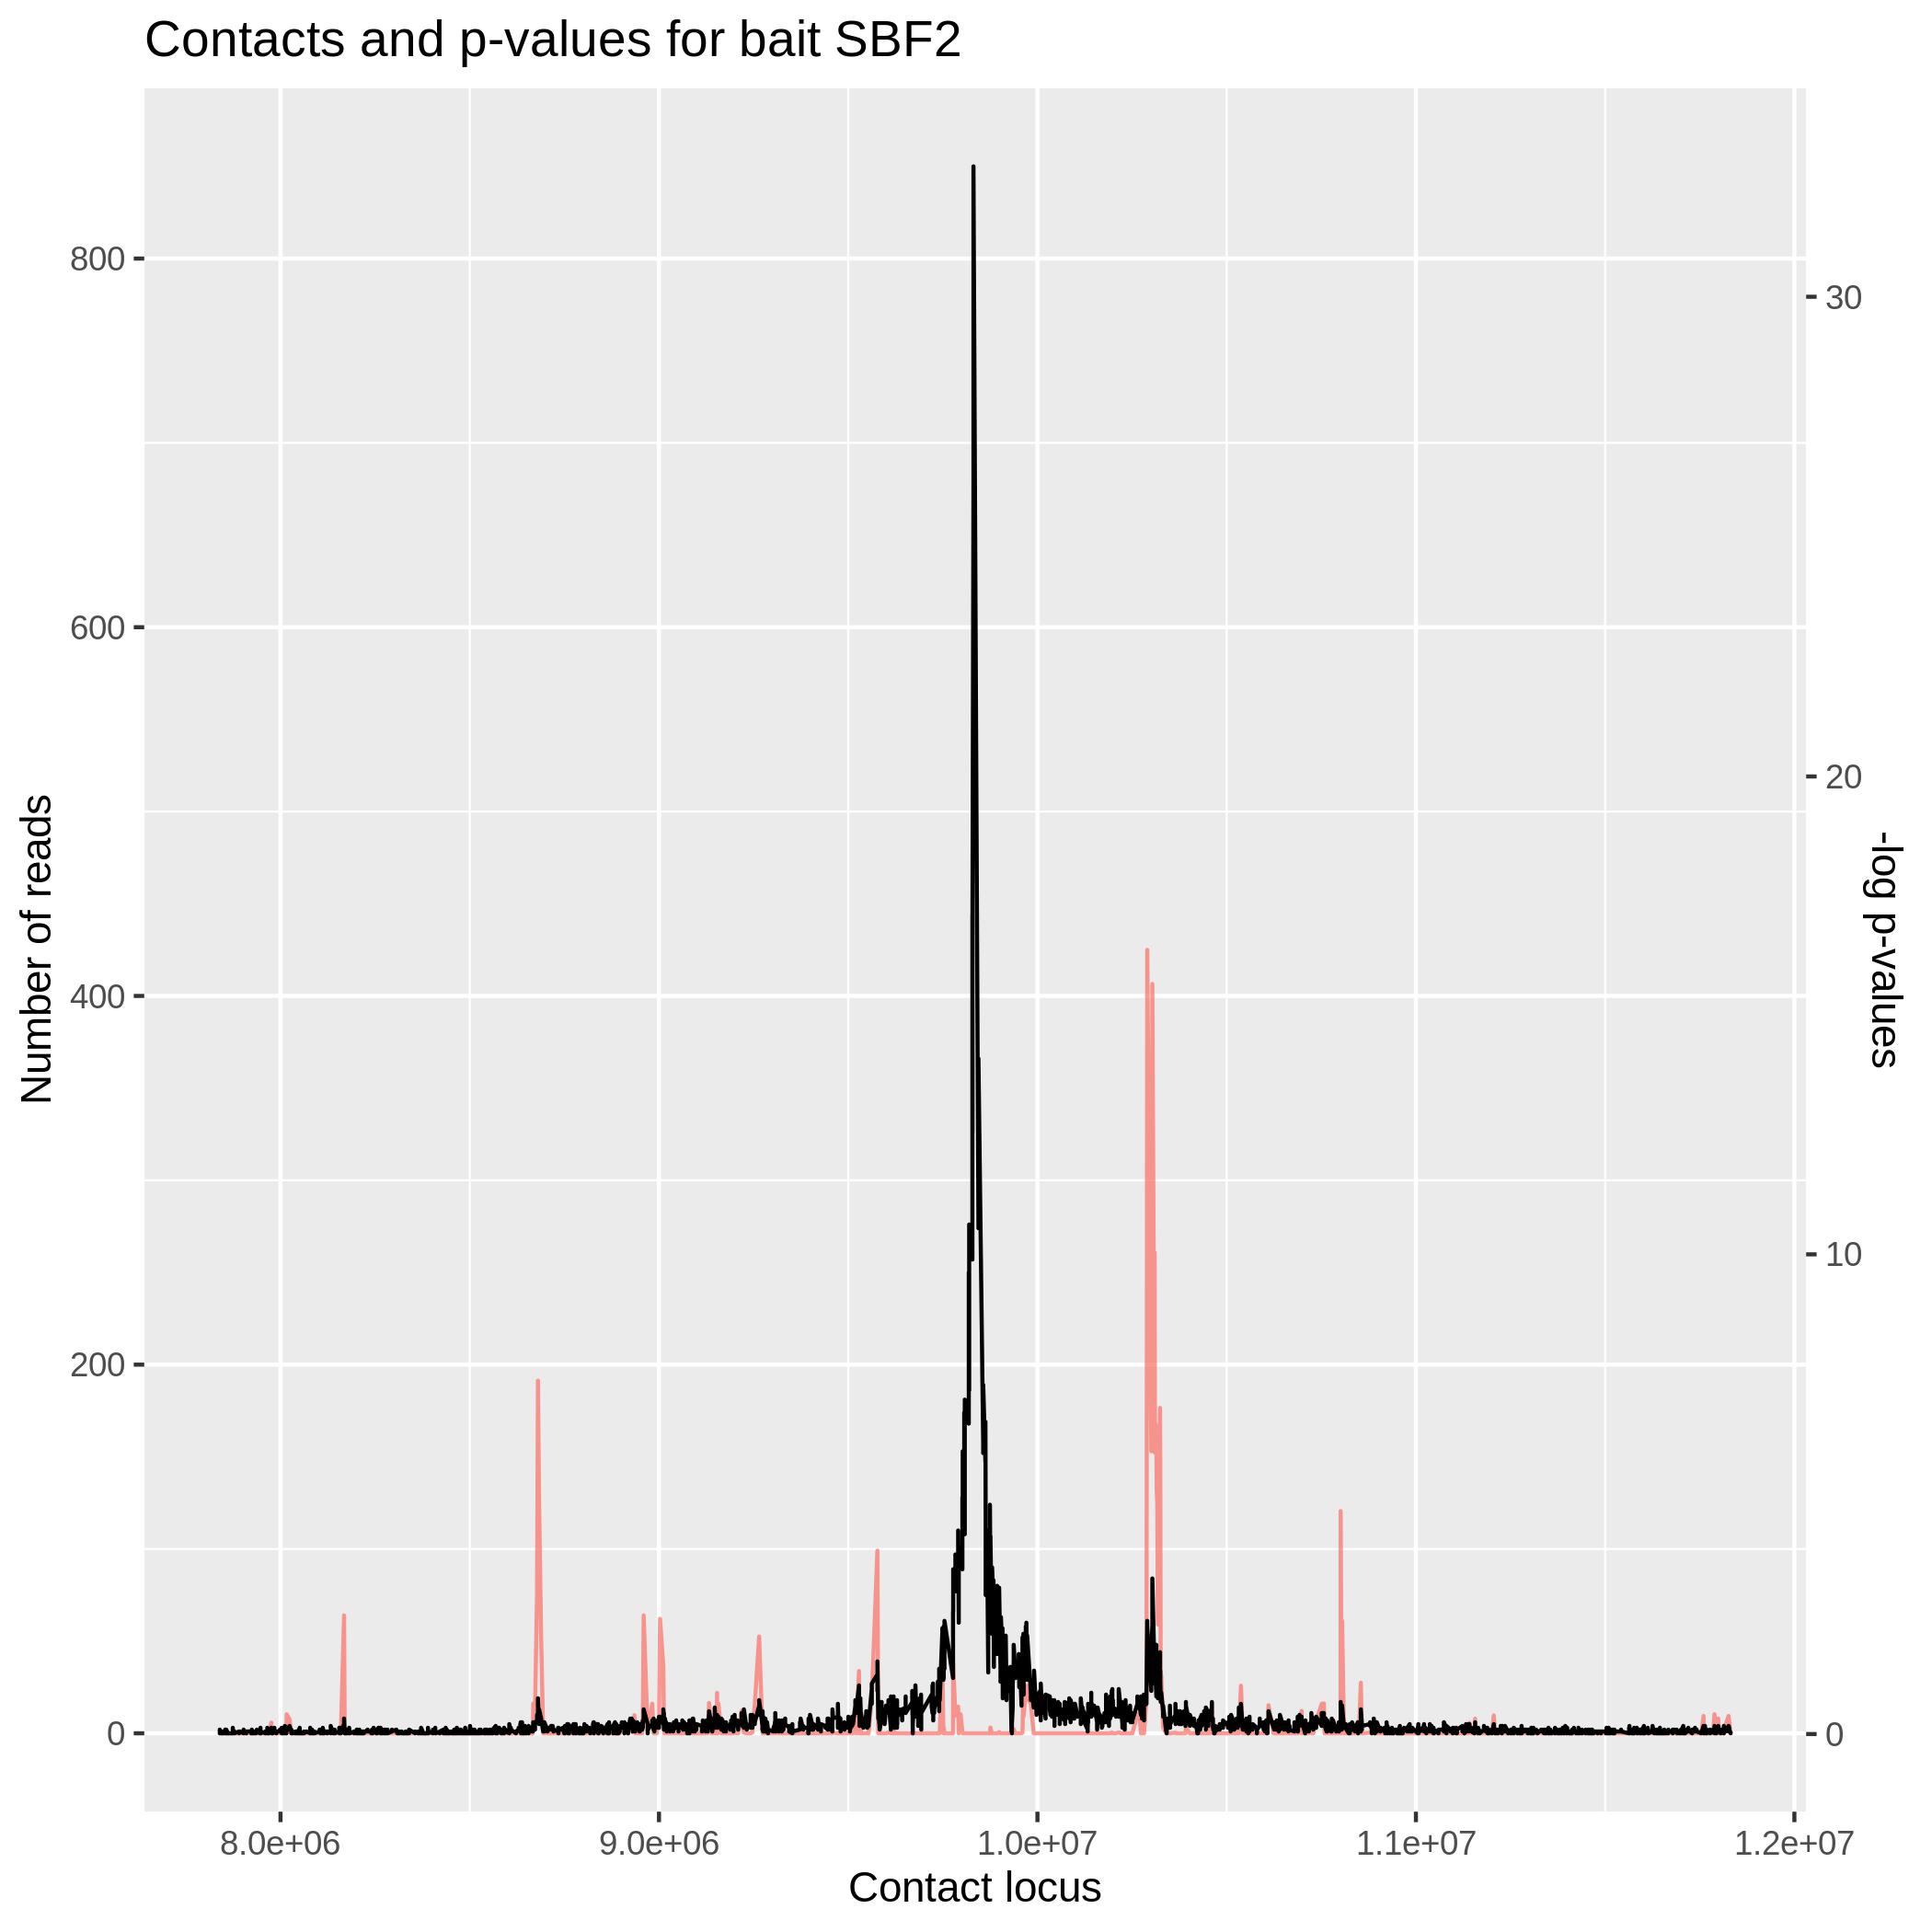 Contacts and p-values for bait SBF2
800
600
400
200
0
Number of reads
30
20
10
0
-log p-values
8.0e+06
9.0e+06
1.0e+07
1.1e+07
1.2e+07
Contact locus